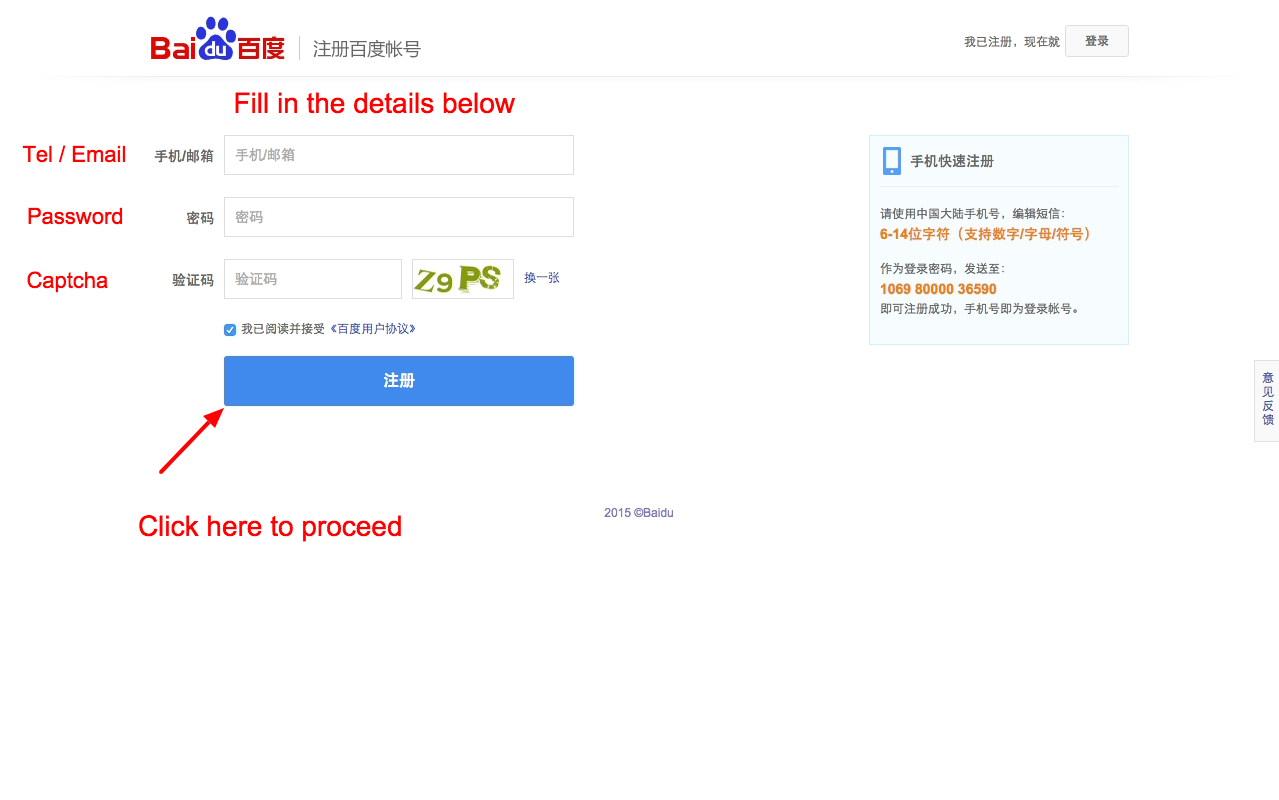 Baidu百度
注册百度帐号
我已注册，现在就
登录
Fill in the details below
Tel / Email
手机/邮箱
手机/邮箱
Password
密码
密码
Captcha
验证码
验证码
Z9PS
换一张
我已阅读并接受《百度用户协议》
注册
Click here to proceed
手机快速注册
请使用中国大陆手机号，编辑短信：
6-14位字符（支持数字/字母/符号）
作为登录密码，发送至：
1069 80000 36590
即可注册成功，手机号即为登录帐号。
意
见
反
馈
2015 ©Baidu